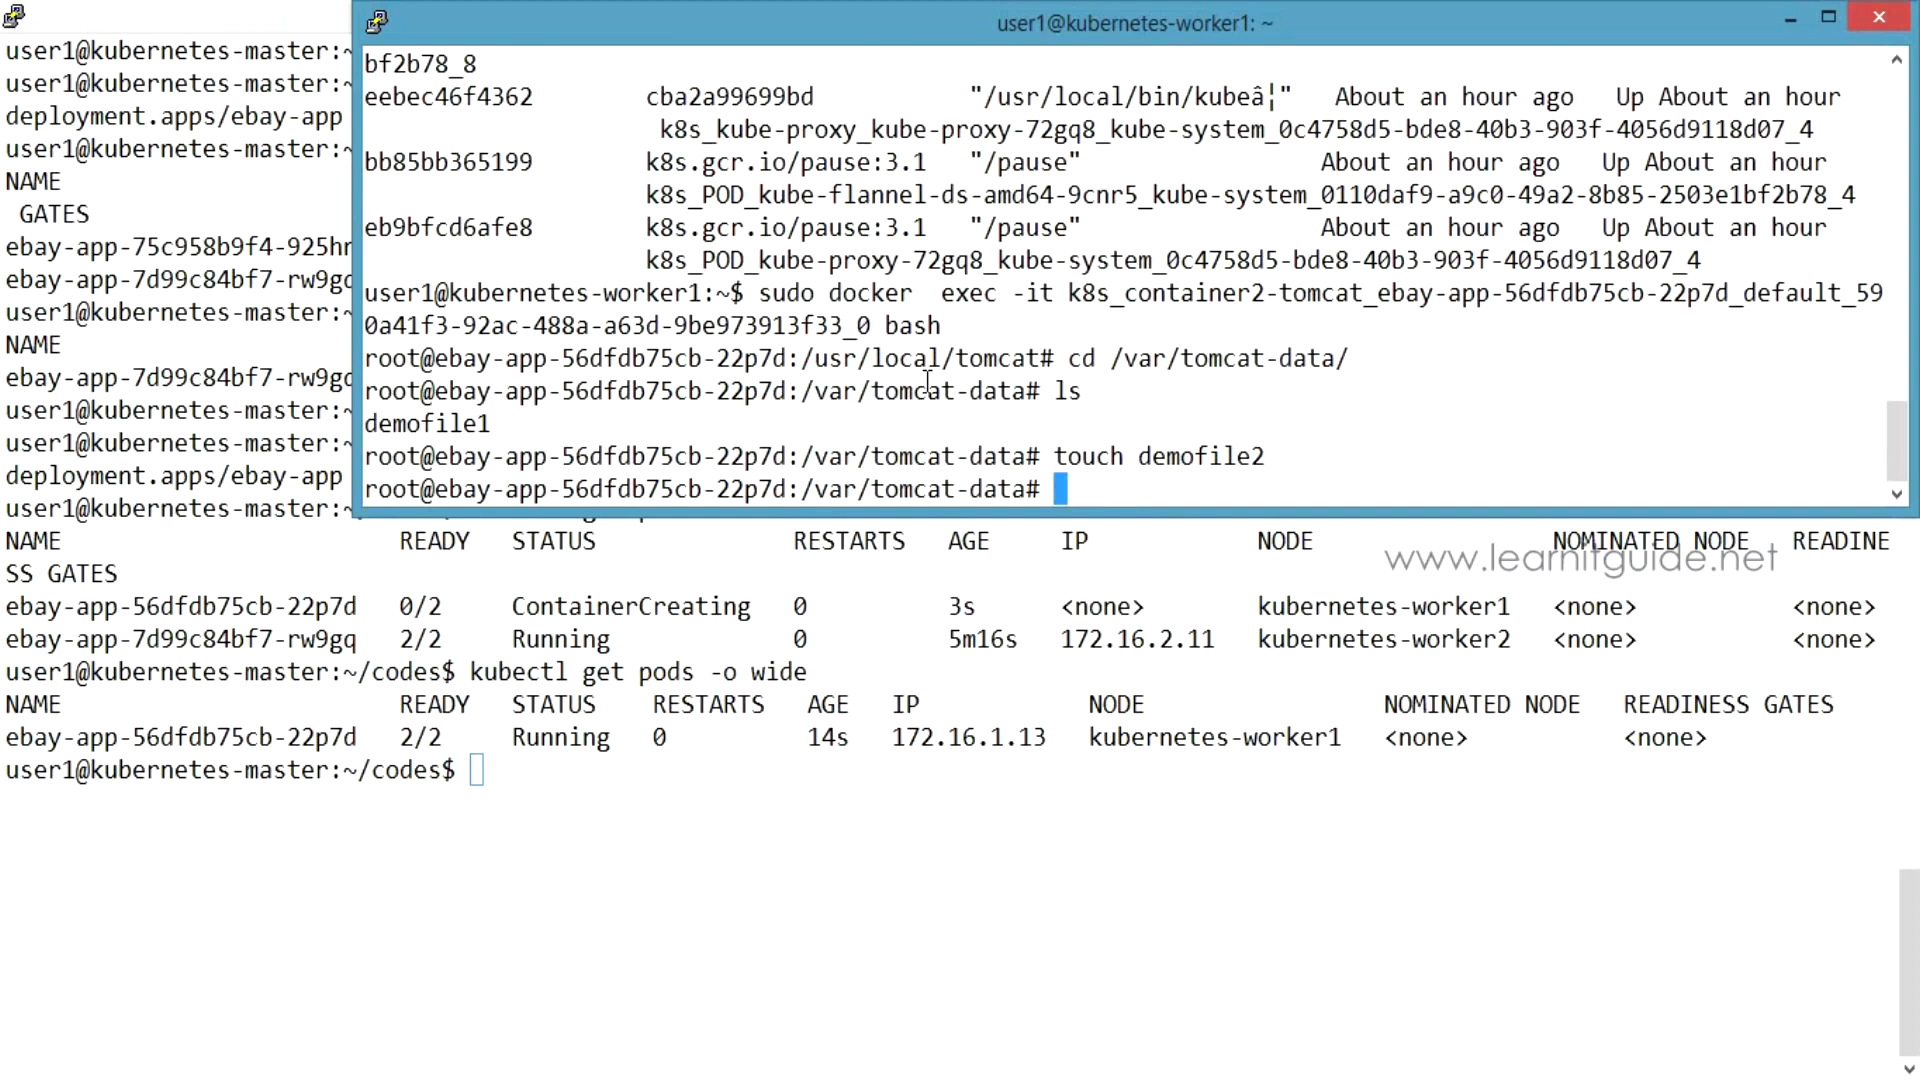 user1@kubernetes-worker1: ~
bf2b78_8
eebec46f4362        cba2a99699bd           "/usr/local/bin/kubeâ¦"   About an hour ago   Up About an hour
k8s_kube-proxy_kube-proxy-72gq8_kube-system_0c4758d5-bde8-40b3-903f-4056d9118d07_4
bb85bb365199        k8s.gcr.io/pause:3.1   "/pause"                 About an hour ago   Up About an hour
k8s_POD_kube-flannel-ds-amd64-9cnr5_kube-system_0110daf9-a9c0-49a2-8b85-2503e1bf2b78_4
eb9bfcd6afe8        k8s.gcr.io/pause:3.1   "/pause"                 About an hour ago   Up About an hour
k8s_POD_kube-proxy-72gq8_kube-system_0c4758d5-bde8-40b3-903f-4056d9118d07_4
user1@kubernetes-worker1:~$ sudo docker  exec -it k8s_container2-tomcat_ebay-app-56dfdb75cb-22p7d_default_59
0a41f3-92ac-488a-a63d-9be973913f33_0 bash
root@ebay-app-56dfdb75cb-22p7d:/usr/local/tomcat# cd /var/tomcat-data/
root@ebay-app-56dfdb75cb-22p7d:/var/tomcat-data# ls
demofile1
root@ebay-app-56dfdb75cb-22p7d:/var/tomcat-data# touch demofile2
root@ebay-app-56dfdb75cb-22p7d:/var/tomcat-data#
user1@kubernetes-master:~
user1@kubernetes-master:~
deployment.apps/ebay-app
user1@kubernetes-master:~
NAME
GATES
ebay-app-75c958b9f4-925hr
ebay-app-7d99c84bf7-rw9gq
user1@kubernetes-master:~
NAME
ebay-app-7d99c84bf7-rw9gq
user1@kubernetes-master:~
user1@kubernetes-master:~
deployment.apps/ebay-app
user1@kubernetes-master:~
NAME                        READY   STATUS              RESTARTS   AGE     IP            NODE                 NOMINATED NODE   READINE
SS GATES
ebay-app-56dfdb75cb-22p7d   0/2     ContainerCreating   0          3s      <none>        kubernetes-worker1   <none>           <none>
ebay-app-7d99c84bf7-rw9gq   2/2     Running             0          5m16s   172.16.2.11   kubernetes-worker2   <none>           <none>
user1@kubernetes-master:~/codes$ kubectl get pods -o wide
NAME                        READY   STATUS    RESTARTS   AGE   IP            NODE                 NOMINATED NODE   READINESS GATES
ebay-app-56dfdb75cb-22p7d   2/2     Running   0          14s   172.16.1.13   kubernetes-worker1   <none>           <none>
user1@kubernetes-master:~/codes$
www.learnitguide.net